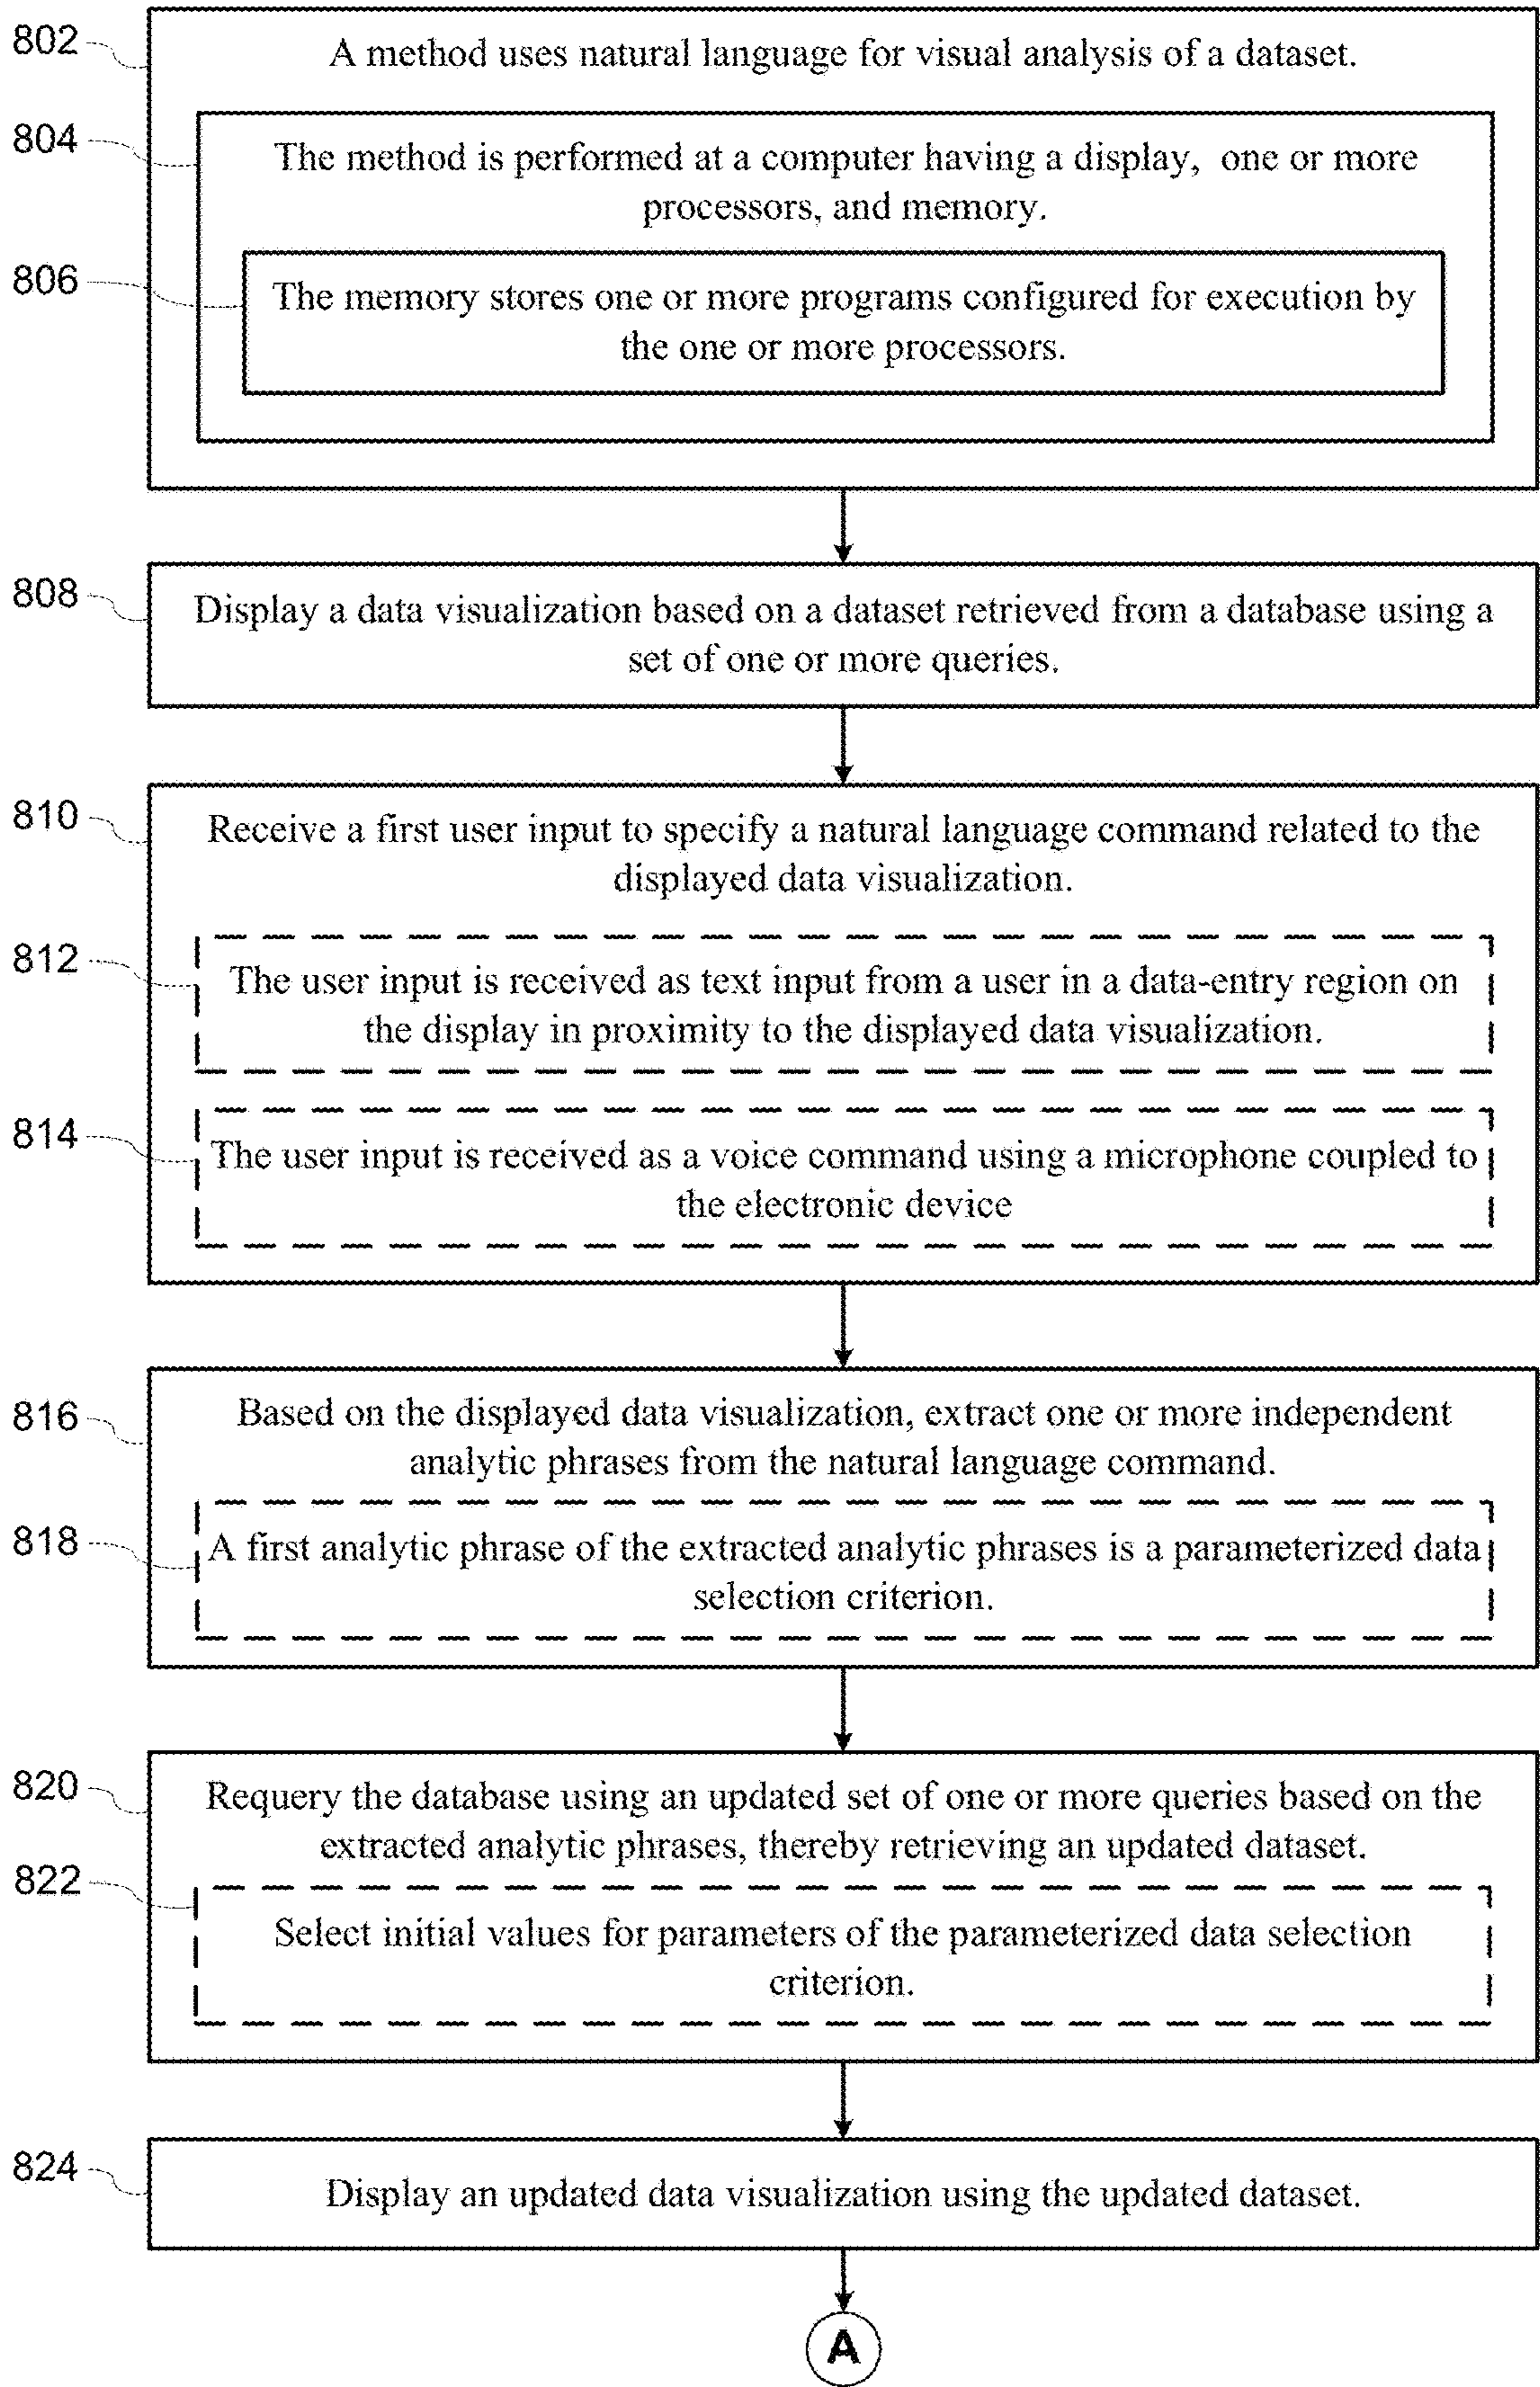 802
A method uses natural language for visual analysis of a dataset.
804
The method is performed at a computer having a display, one or more
processors, and memory.
806
The memory stores one or more programs configured for execution by
the one or more processors.
808
Display a data visualization based on a dataset retrieved from a database using a
set of one or more queries.
810
Receive a first user input to specify a natural language command related to the
displayed data visualization.
812
The user input is received as text input from a user in a data-entry region on
the display in proximity to the displayed data visualization.
814
The user input is received as a voice command using a microphone coupled to
the electronic device
816
Based on the displayed data visualization, extract one or more independent
analytic phrases from the natural language command.
818
A first analytic phrase of the extracted analytic phrases is a parameterized data
selection criterion.
820
Requery the database using an updated set of one or more queries based on the
extracted analytic phrases, thereby retrieving an updated dataset.
822
Select initial values for parameters of the parameterized data selection
criterion.
824
Display an updated data visualization using the updated dataset.
A